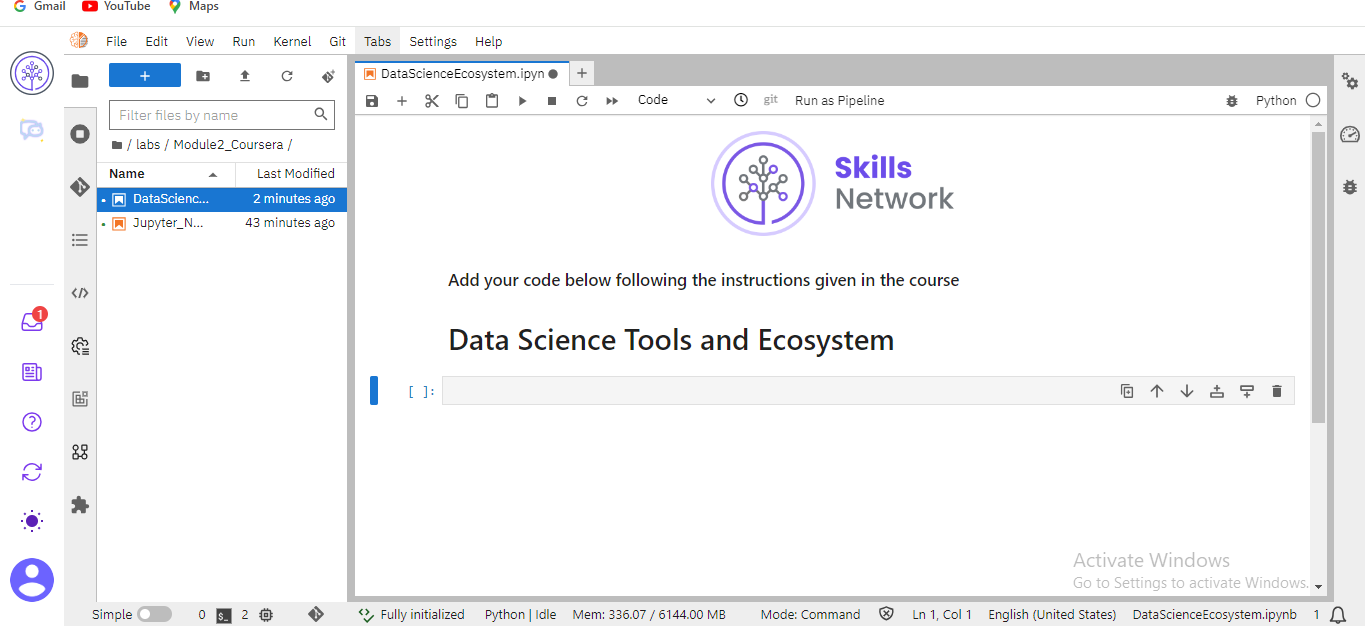 Gmail YouTube Maps
File Edit View Run Kernel Git Tabs Settings Help
+
Filter files by name
/ labs / Module2_Coursera /
Name Last Modified
DataScienc... 2 minutes ago
Jupyter_N... 43 minutes ago
1
DataScienceEcosystem.ipyn
+
Code git Run as Pipeline Python
Skills
Network
Add your code below following the instructions given in the course
Data Science Tools and Ecosystem
[ ]:
Activate Windows
Go to Settings to activate Windows.
Simple 0 $_ 2 Fully initialized Python | Idle Mem: 336.07 / 6144.00 MB Mode: Command Ln 1, Col 1 English (United States) DataScienceEcosystem.ipynb 1